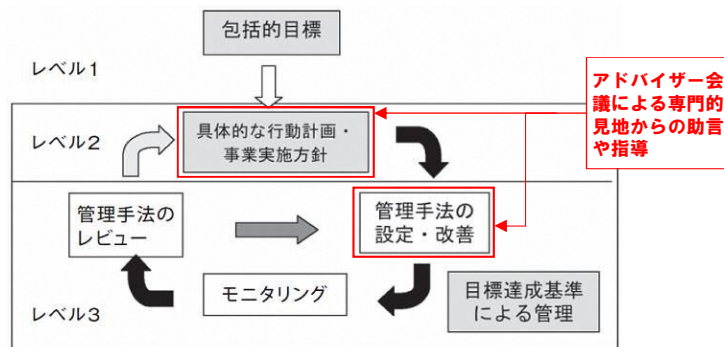 包括的目標
レベル1
アドバイザー会
議による専門的
見地からの助言
や指導
レベル2
具体的な行動計画・
事業実施方針
管理手法の
レビュー
管理手法の
設定・改善
モニタリング
目標達成基準
による管理
レベル3